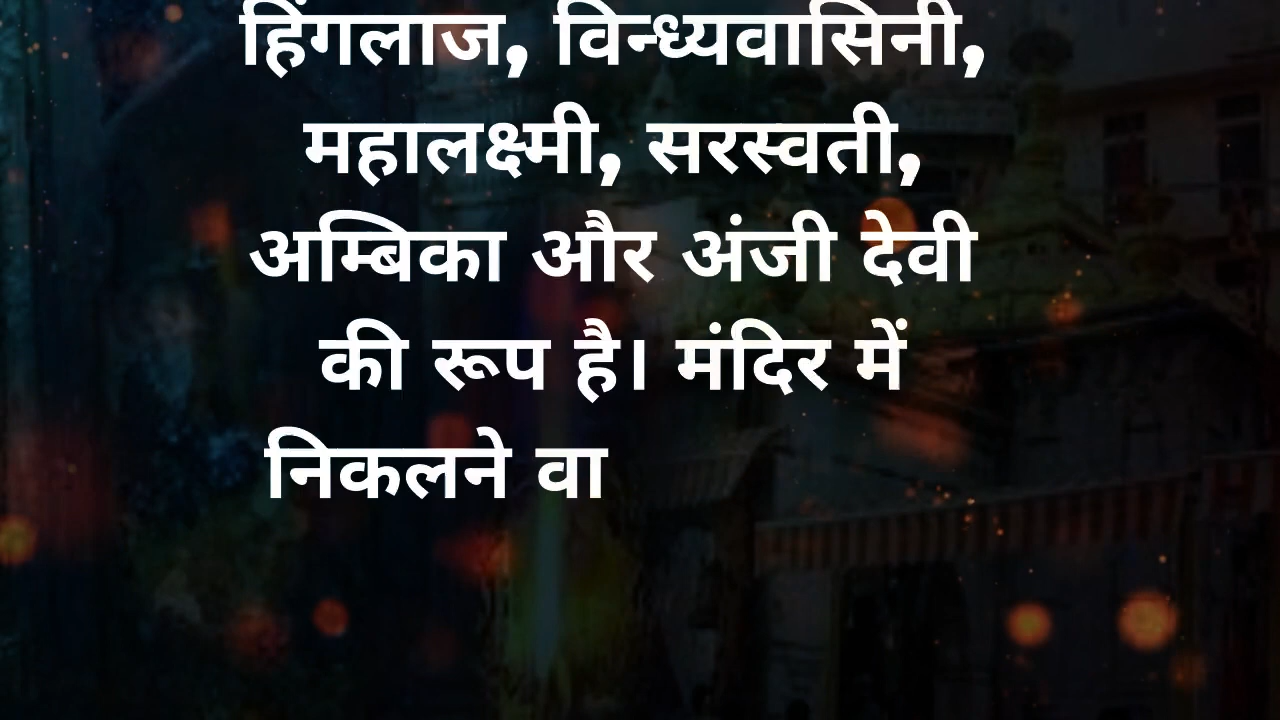 हिंगलाज, विन्ध्यवासिनी,
महालक्ष्मी, सरस्वती,
अम्बिका और अंजी देवी
की रूप है। मंदिर में
निकलने वा